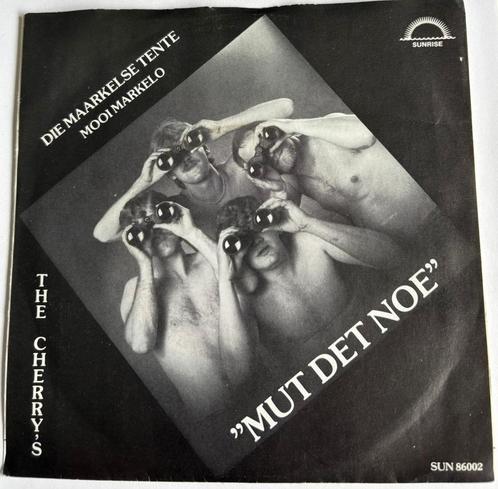 SUNRISE
DIE MAARKELSE TENTE
MOOI MARKELO
THE CHERRY'S
"MUT DET NOE"
SUN 86002